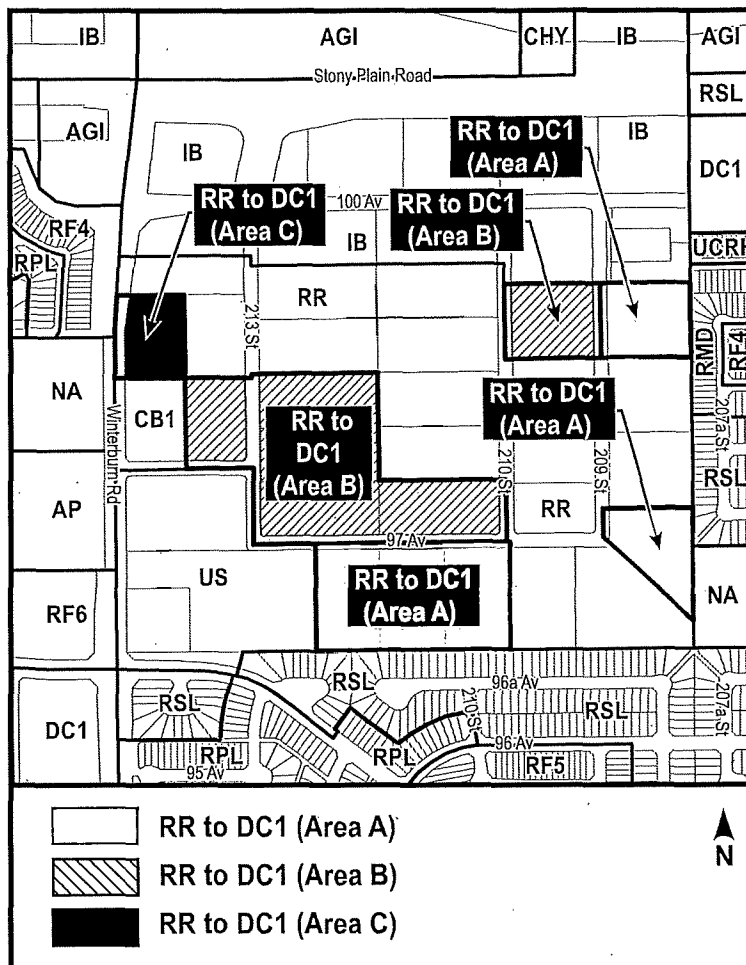 IB
AGI
CHY
IB
AGI
Stony Plain Road
RSL
AGI
IB
RR to DC1
(Area A)
IB
DC1
RR to DC1
(Area C)
100 Av
RR to DC1
(Area B)
RF4
IB
RPL
UCRH
RR
213 St
RMD
RF4
NA
RR to DC1
(Area A)
207a St
Winterburn Rd
CB1
RR to
DC1
(Area B)
210 St
209 St
RSL
AP
RR
97 Av
US
RR to DC1
(Area A)
RF6
NA
RSL
96a Av
DC1
RSL
210 St
RSL
207a St
RPL
RPL
96 Av
95 Av
RF5
RR to DC1 (Area A)
RR to DC1 (Area B)
RR to DC1 (Area C)
N